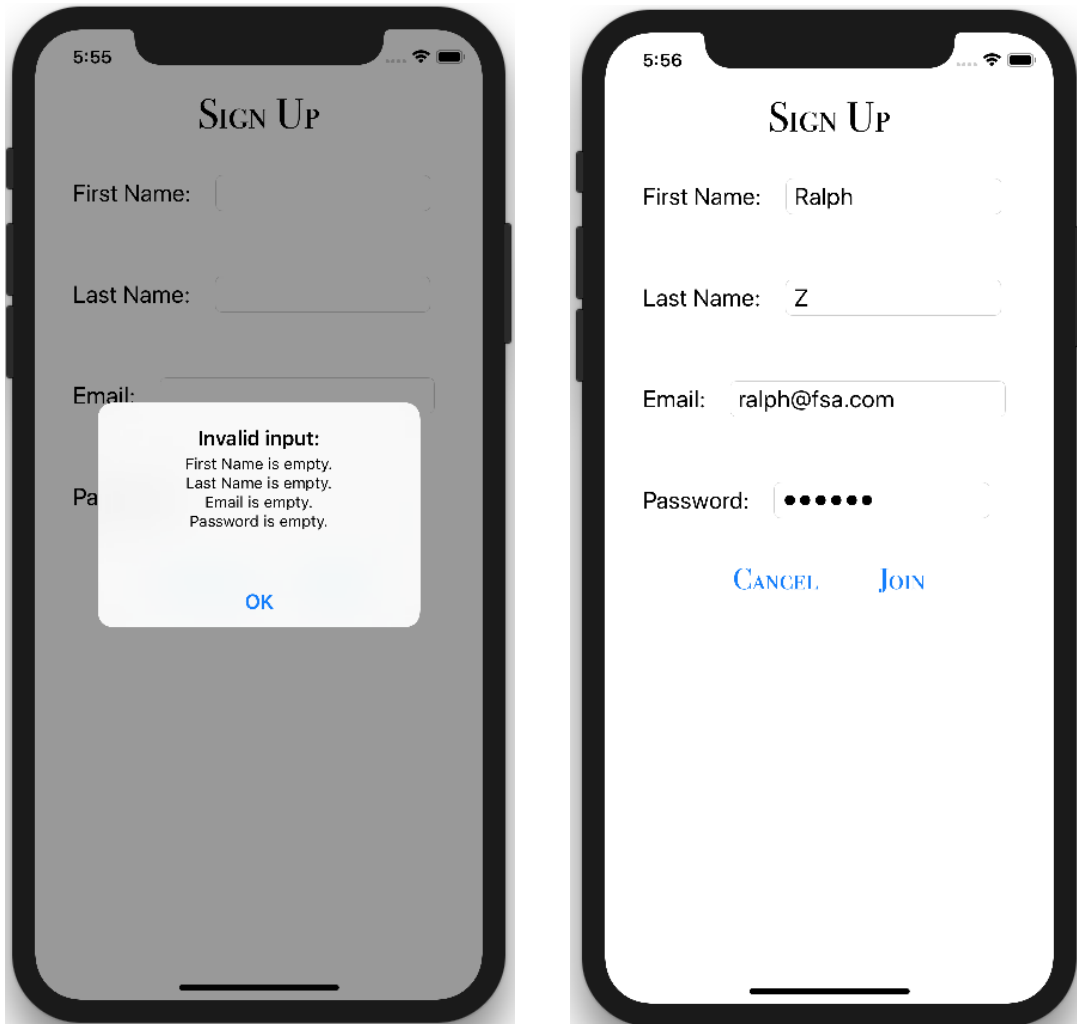 5:55
Sign Up
First Name:
Last Name:
Email:
Pa
Invalid input:
First Name is empty.
Last Name is empty.
Email is empty.
Password is empty.
OK
5:56
Sign Up
First Name: Ralph
Last Name: Z
Email: ralph@fsa.com
Password: ••••••
Cancel Join